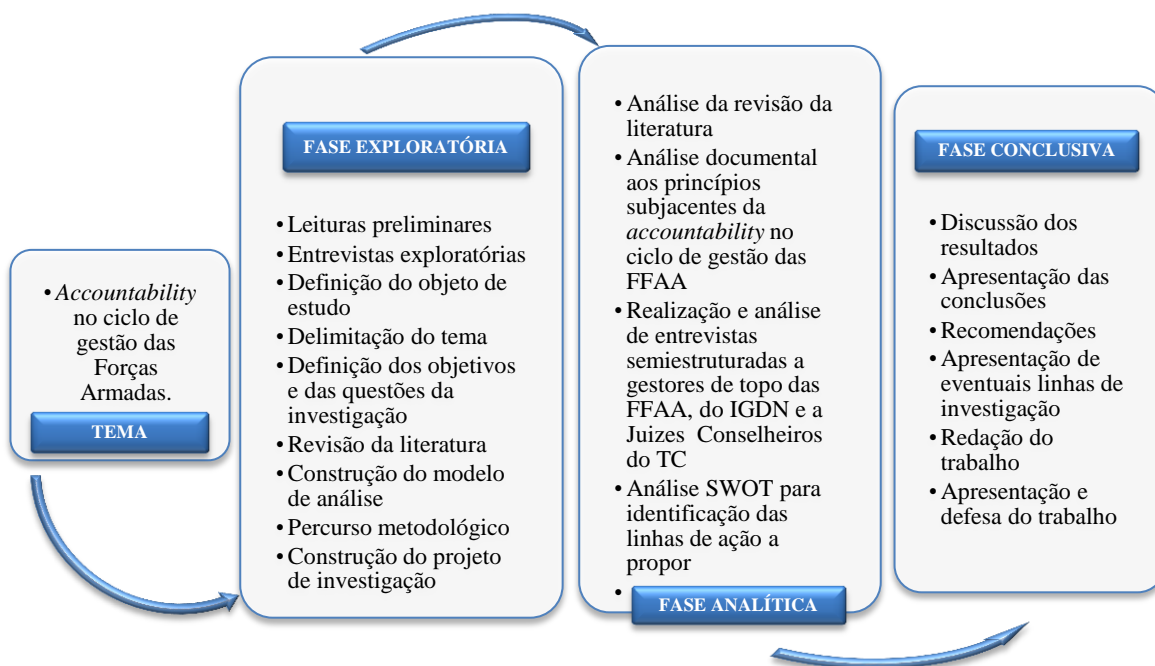 • Accountability
no ciclo de
gestão das
Forças
Armadas.
TEMA
FASE EXPLORATÓRIA
• Leituras preliminares
• Entrevistas exploratórias
• Definição do objeto de
estudo
• Delimitação do tema
• Definição dos objetivos
e das questões da
investigação
• Revisão da literatura
• Construção do modelo
de análise
• Percurso metodológico
• Construção do projeto
de investigação
• Análise da revisão da
literatura
• Análise documental
aos princípios
subjacentes da
accountability no
ciclo de gestão das
FFAA
• Realização e análise
de entrevistas
semiestruturadas a
gestores de topo das
FFAA, do IGDN e a
Juizes Conselheiros
do TC
• Análise SWOT para
identificação das
linhas de ação a
propor
•
FASE ANALÍTICA
FASE CONCLUSIVA
• Discussão dos
resultados
• Apresentação das
conclusões
• Recomendações
• Apresentação de
eventuais linhas de
investigação
• Redação do
trabalho
• Apresentação e
defesa do trabalho